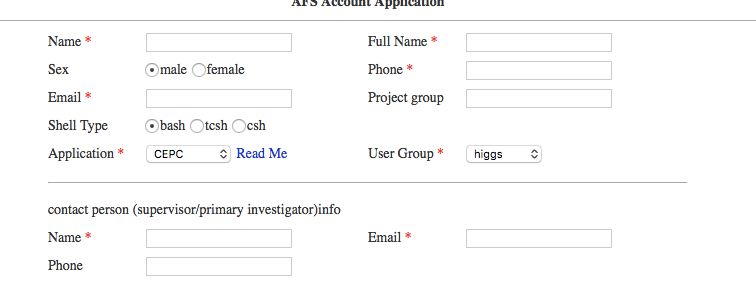 AFS Account Application
Name * Full Name *
Sex male female Phone *
Email * Project group
Shell Type bash tcsh csh
Application * CEPC Read Me User Group * higgs
contact person (supervisor/primary investigator)info
Name * Email *
Phone